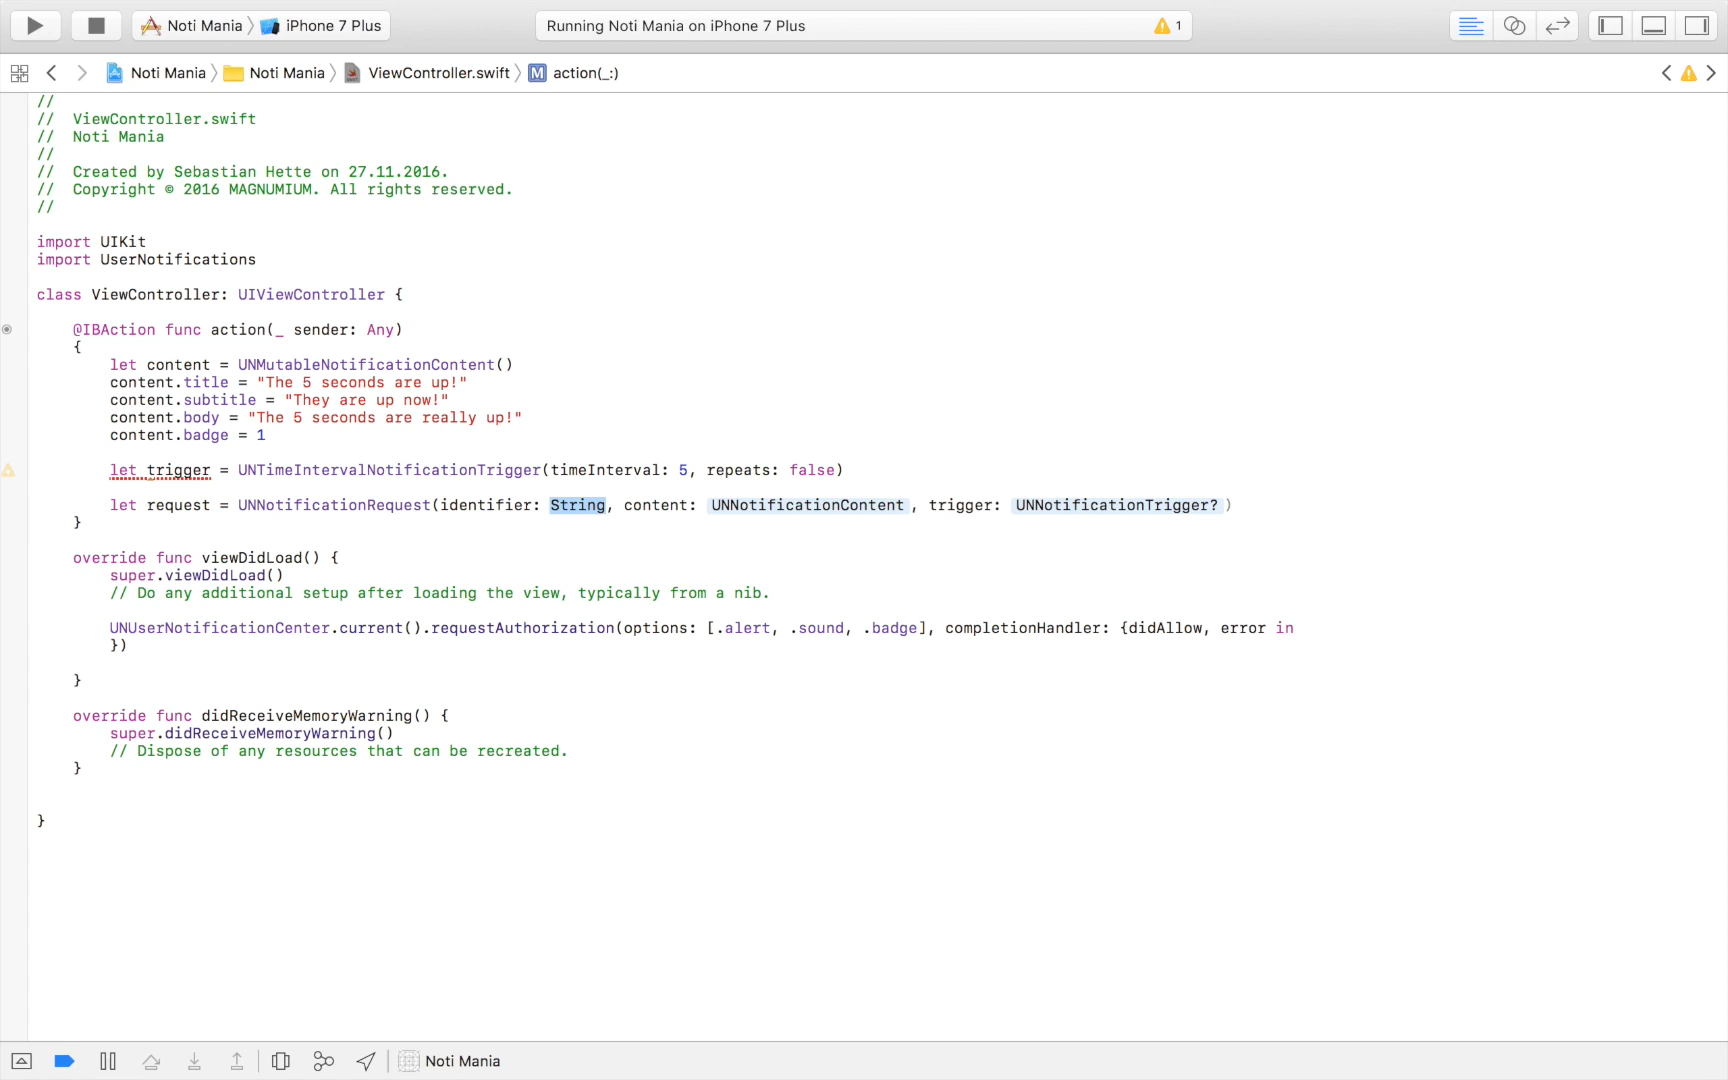 Noti Mania iPhone 7 Plus Running Noti Mania on iPhone 7 Plus 1
Noti Mania Noti Mania ViewController.swift M action(_:)
//
// ViewController.swift
// Noti Mania
//
// Created by Sebastian Hette on 27.11.2016.
// Copyright © 2016 MAGNUMIUM. All rights reserved.
//
import UIKit
import UserNotifications
class ViewController: UIViewController {
@IBAction func action(_ sender: Any)
{
let content = UNMutableNotificationContent()
content.title = "The 5 seconds are up!"
content.subtitle = "They are up now!"
content.body = "The 5 seconds are really up!"
content.badge = 1
let trigger = UNTimeIntervalNotificationTrigger(timeInterval: 5, repeats: false)
let request = UNNotificationRequest(identifier: String, content: UNNotificationContent, trigger: UNNotificationTrigger?)
}
override func viewDidLoad() {
super.viewDidLoad()
// Do any additional setup after loading the view, typically from a nib.
UNUserNotificationCenter.current().requestAuthorization(options: [.alert, .sound, .badge], completionHandler: {didAllow, error in
})
}
override func didReceiveMemoryWarning() {
super.didReceiveMemoryWarning()
// Dispose of any resources that can be recreated.
}
}
Noti Mania